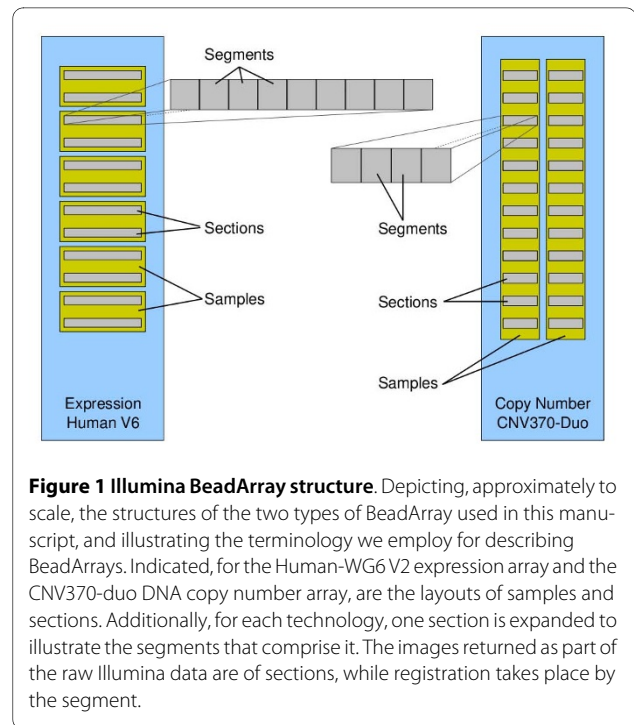 Segments
Segments
Sections
Sections
Samples
Samples
Expression
Human V6
Copy Number
CNV370-Duo
Figure 1 Illumina BeadArray structure. Depicting, approximately to
scale, the structures of the two types of BeadArray used in this manu-
script, and illustrating the terminology we employ for describing
BeadArrays. Indicated, for the Human-WG6 V2 expression array and the
CNV370-duo DNA copy number array, are the layouts of samples and
sections. Additionally, for each technology, one section is expanded to
illustrate the segments that comprise it. The images returned as part of
the raw Illumina data are of sections, while registration takes place by
the segment.